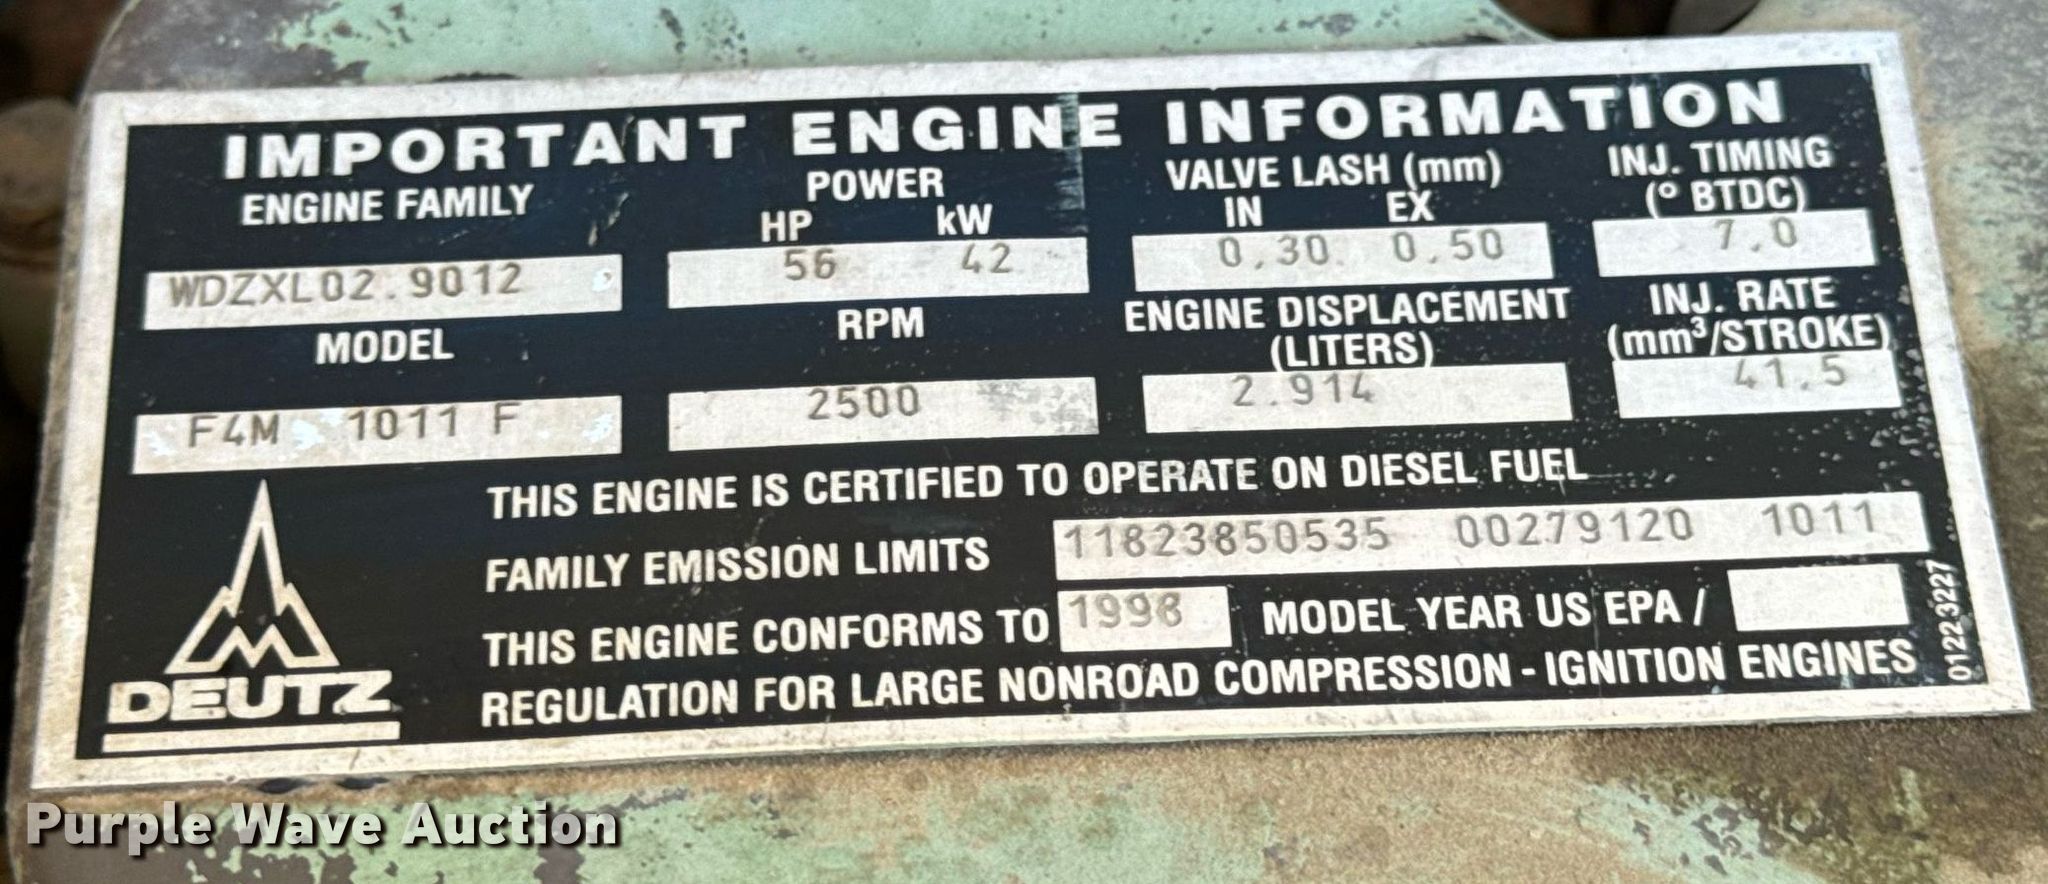 IMPORTANT ENGINE INFORMATION
ENGINE FAMILY
WDZXL02.9012
MODEL
F4M 1011 F
POWER
HP kW
56 42
RPM
2500
VALVE LASH (mm)
IN EX
0.30 0.50
ENGINE DISPLACEMENT
(LITERS)
2.914
INJ. TIMING
(° BTDC)
7.0
INJ. RATE
(mm³/STROKE)
41.5
THIS ENGINE IS CERTIFIED TO OPERATE ON DIESEL FUEL
FAMILY EMISSION LIMITS 11823850535 00279120 1011
THIS ENGINE CONFORMS TO 1998 MODEL YEAR US EPA /
REGULATION FOR LARGE NONROAD COMPRESSION - IGNITION ENGINES
DEUTZ
0122 3227
Purple Wave Auction